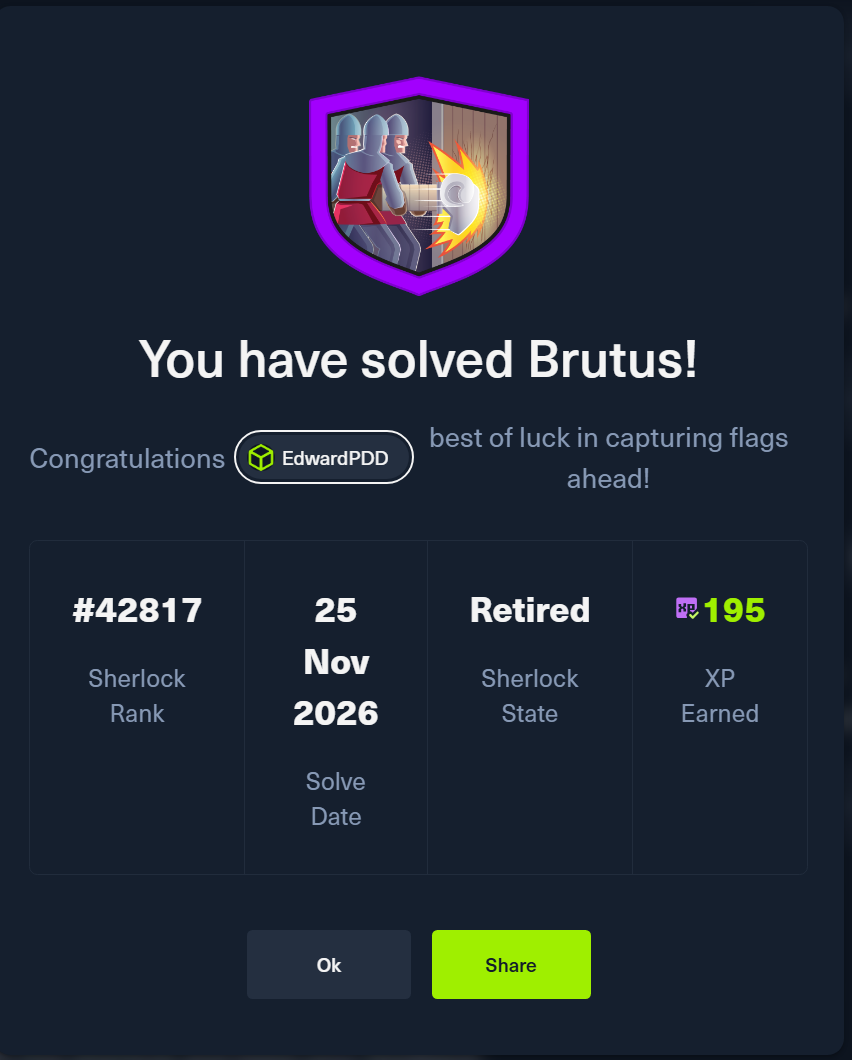 You have solved Brutus!
Congratulations
EdwardPDD
best of luck in capturing flags
ahead!
#42817
Sherlock
Rank
25
Nov
2026
Solve
Date
Retired
Sherlock
State
xp
195
XP
Earned
Ok
Share